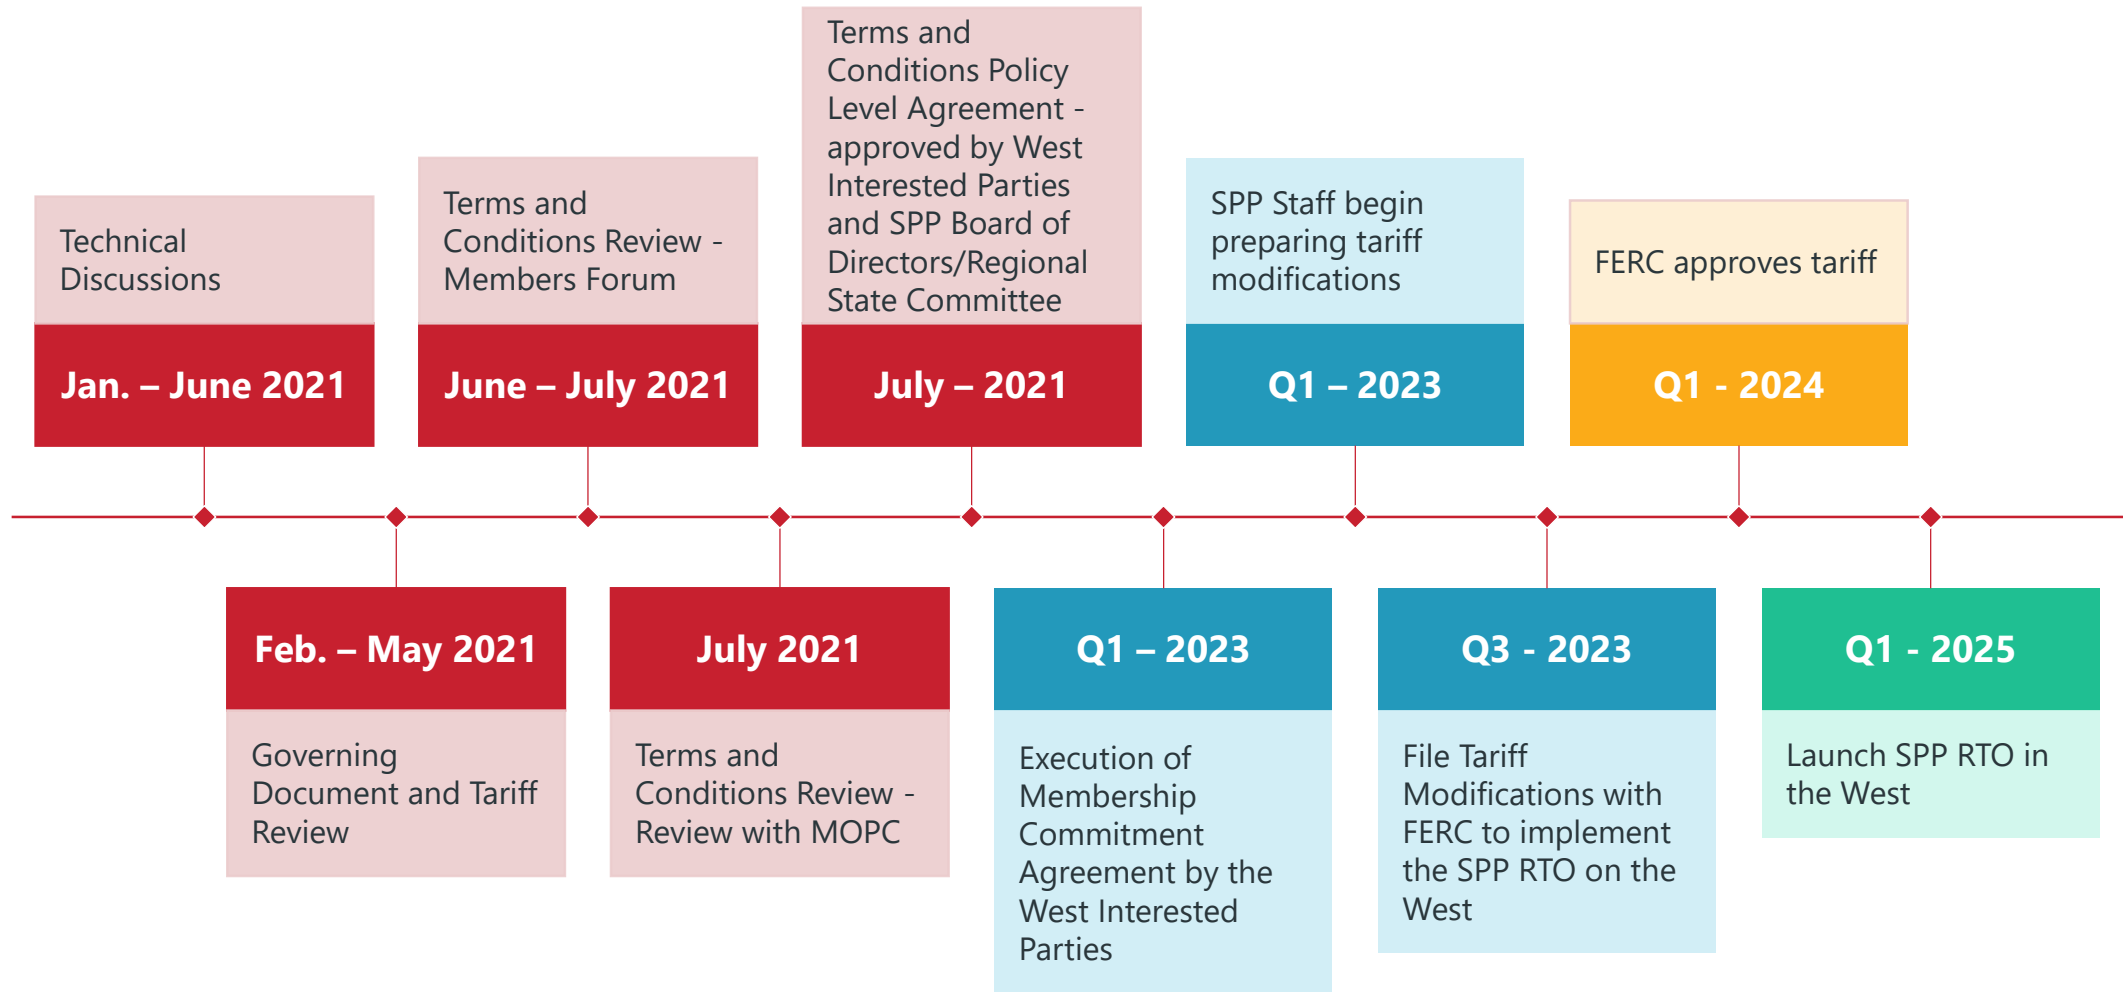 Technical
Discussions
Jan. – June 2021
Governing
Document and Tariff
Review
Feb. – May 2021
Terms and
Conditions Review -
Members Forum
June – July 2021
July 2021
Terms and
Conditions Review -
Review with MOPC
Terms and
Conditions Policy
Level Agreement -
approved by West
Interested Parties
and SPP Board of
Directors/Regional
State Committee
July – 2021
Q1 – 2023
Execution of
Membership
Commitment
Agreement by the
West Interested
Parties
SPP Staff begin
preparing tariff
modifications
Q1 – 2023
Q3 - 2023
File Tariff
Modifications with
FERC to implement
the SPP RTO on the
West
FERC approves tariff
Q1 - 2024
Q1 - 2025
Launch SPP RTO in
the West